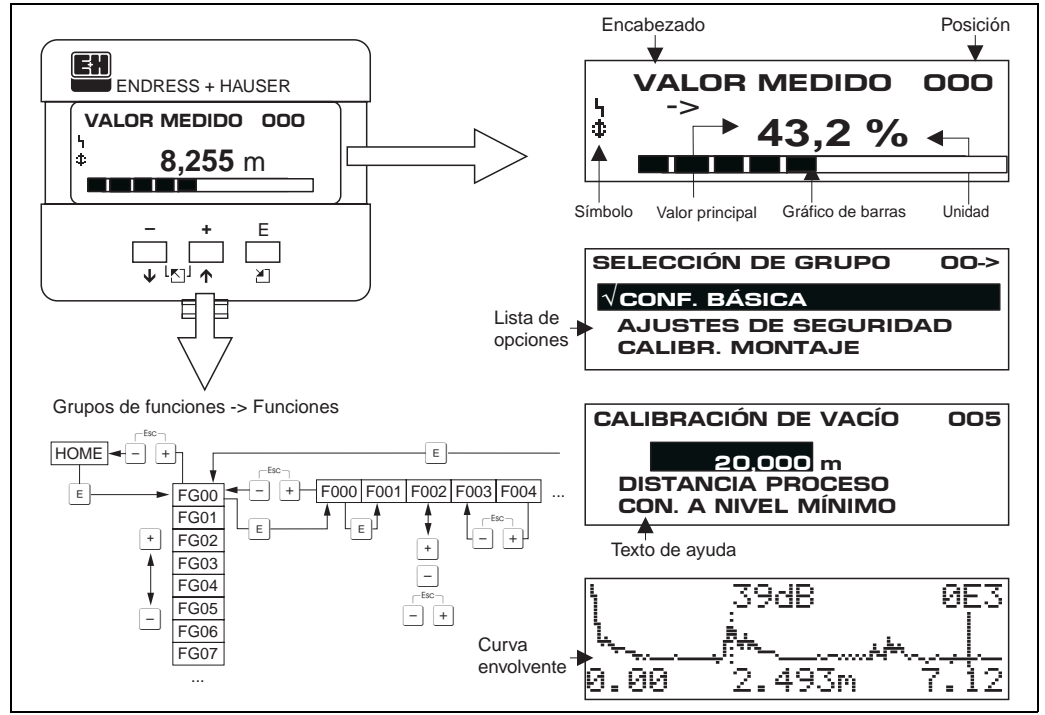 EH
ENDRESS + HAUSER
VALOR MEDIDO 000
8,255 m
– + E
Encabezado Posición
VALOR MEDIDO 000
->
43,2 %
Símbolo Valor principal Gráfico de barras Unidad
SELECCIÓN DE GRUPO 00->
√CONF. BÁSICA
AJUSTES DE SEGURIDAD
CALIBR. MONTAJE
Lista de
opciones
Grupos de funciones -> Funciones
Esc
HOME – +
E
E
Esc
– +
FG00
FG01
FG02
FG03
FG04
FG05
FG06
FG07
...
+
–
E
F000 F001 F002 F003 F004 ...
E
+
–
Esc
– +
Esc
– +
CALIBRACIÓN DE VACÍO 005
20,000 m
DISTANCIA PROCESO
CON. A NIVEL MÍNIMO
Texto de ayuda
39dB 0E3
Curva
envolvente
0.00 2.493m 7.12